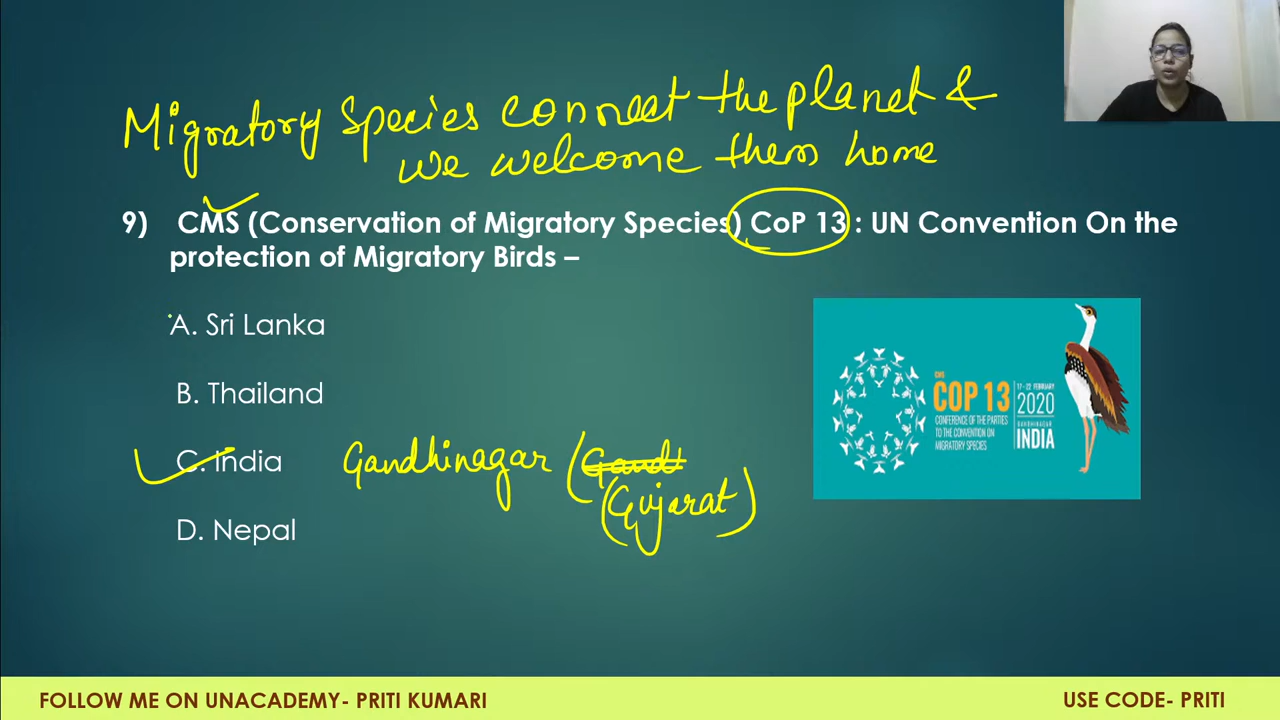 Migratory Species connect the planet &
we welcome them home
9) CMS (Conservation of Migratory Species) CoP 13 : UN Convention On the
protection of Migratory Birds –
A. Sri Lanka
B. Thailand
C. India Gandhinagar (Gand
(Gujarat)
D. Nepal
CMS
COP 13
CONFERENCE OF THE PARTIES
TO THE CONVENTION ON
MIGRATORY SPECIES
17-22 FEBRUARY
2020
GANDHINAGAR
INDIA
FOLLOW ME ON UNACADEMY- PRITI KUMARI
USE CODE- PRITI